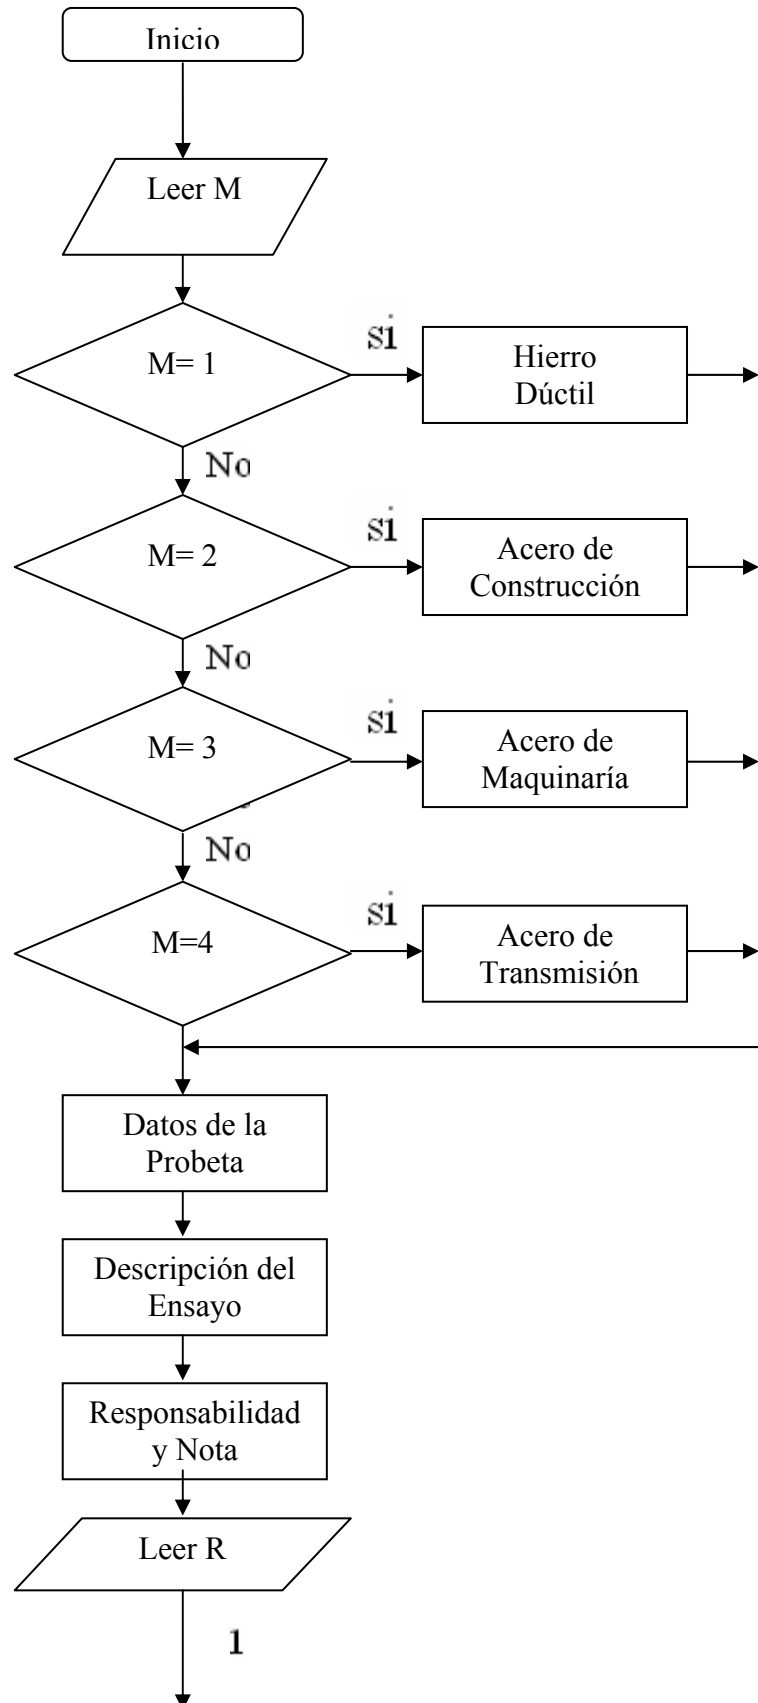 Inicio
Leer M
M= 1
si
Hierro
Dúctil
No
M= 2
si
Acero de
Construcción
No
M= 3
si
Acero de
Maquinaría
No
M=4
si
Acero de
Transmisión
Datos de la
Probeta
Descripción del
Ensayo
Responsabilidad
y Nota
Leer R
1